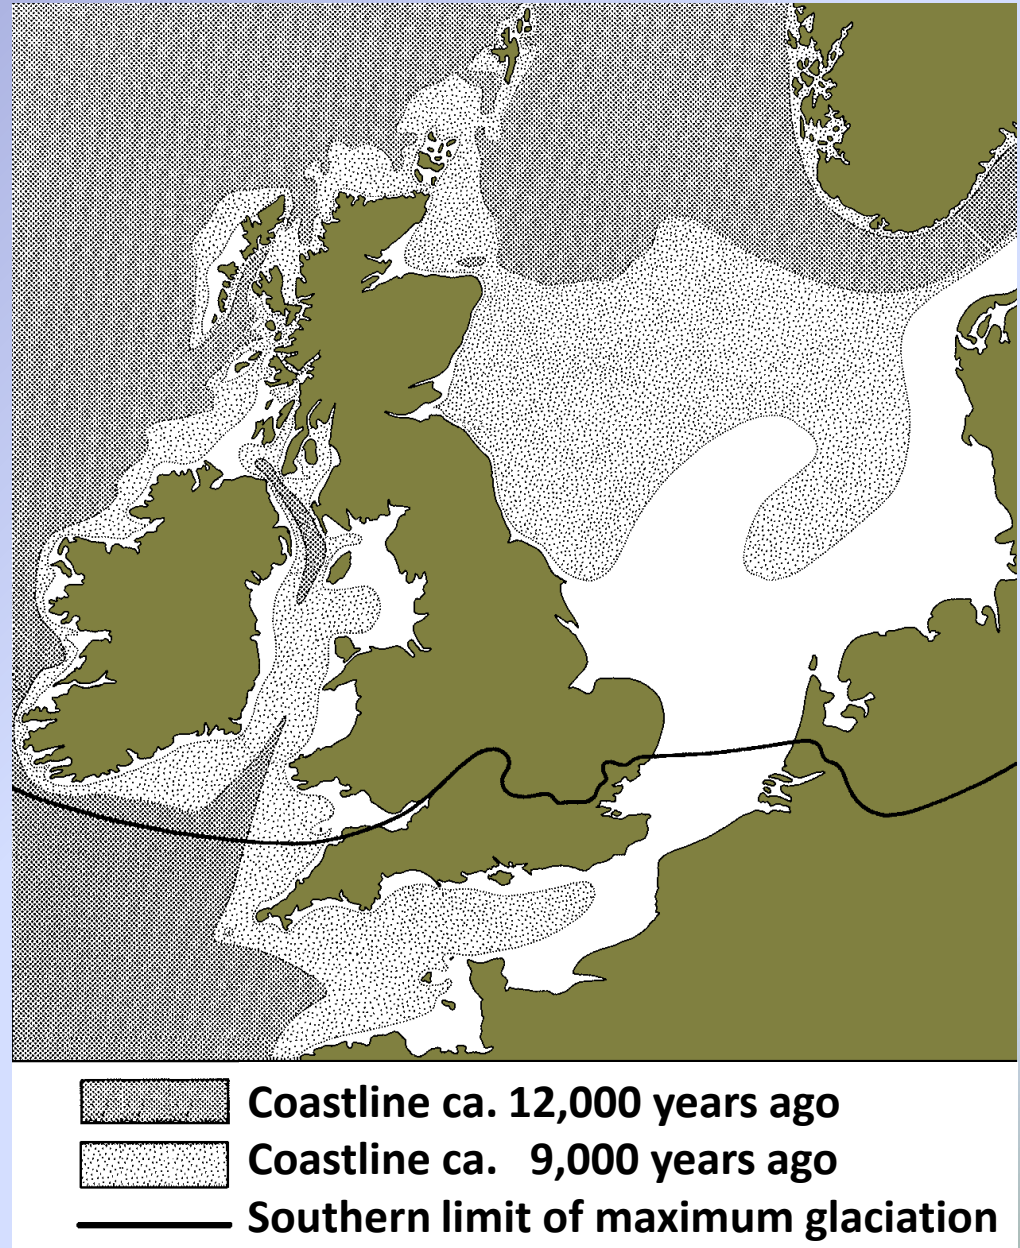 Coastline ca. 12,000 years ago
Coastline ca. 9,000 years ago
Southern limit of maximum glaciation